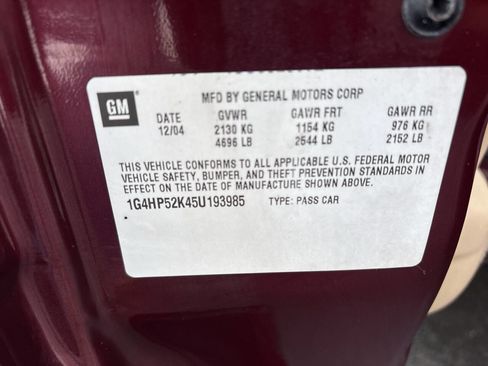 MFD BY GENERAL MOTORS CORP
GM DATE GVWR GAWR FRT GAWR RR
12/04 2130 KG 1154 KG 976 KG
4696 LB 2544 LB 2152 LB
THIS VEHICLE CONFORMS TO ALL APPLICABLE U.S. FEDERAL MOTOR
VEHICLE SAFETY, BUMPER, AND THEFT PREVENTION STANDARDS IN
EFFECT ON THE DATE OF MANUFACTURE SHOWN ABOVE.
1G4HP52K45U193985 TYPE: PASS CAR